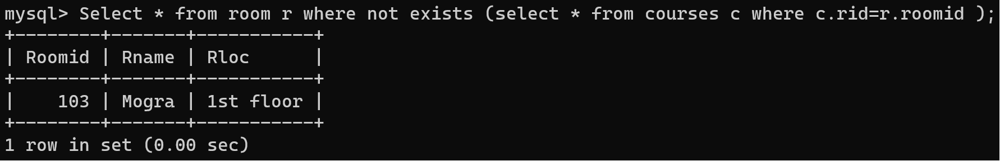 mysql> Select * from room r where not exists (select * from courses c where c.rid=r.roomid );
+--------+-------+-----------+
| Roomid | Rname | Rloc      |
+--------+-------+-----------+
|    103 | Mogra | 1st floor |
+--------+-------+-----------+
1 row in set (0.00 sec)